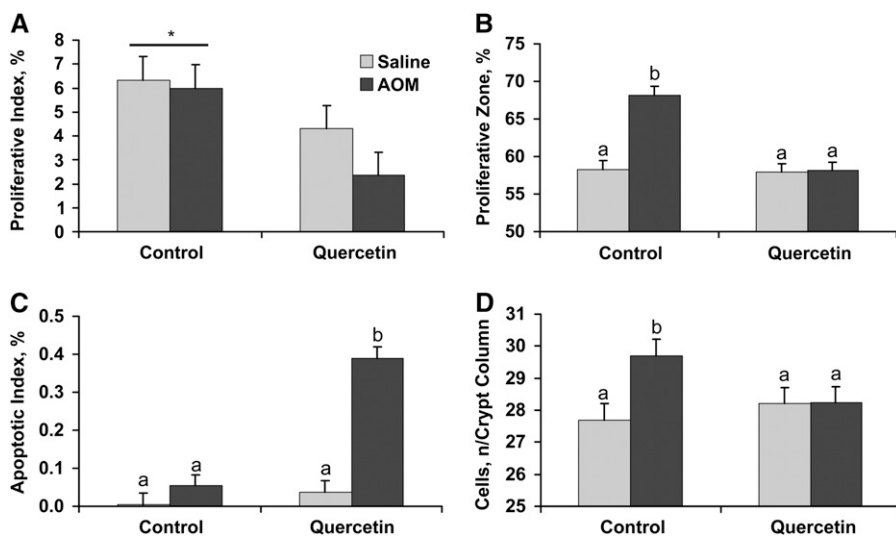 A
Proliferative Index, %
8
7
6
5
4
3
2
1
0
*
Saline
AOM
Control
Quercetin
B
Proliferative Zone, %
75
70
65
60
55
50
a
b
a
a
Control
Quercetin
C
Apoptotic Index, %
0.5
0.4
0.3
0.2
0.1
0.0
a
a
a
b
Control
Quercetin
D
Cells, n/Crypt Column
31
30
29
28
27
26
25
a
b
a
a
Control
Quercetin